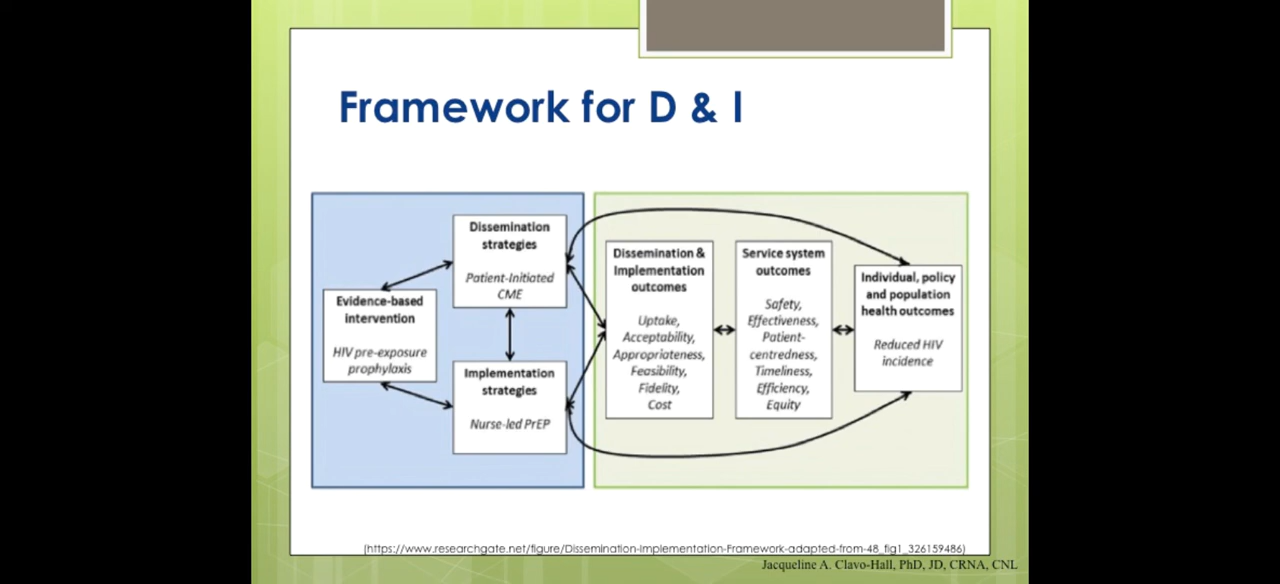 Framework for D & I
Evidence-based
intervention
HIV pre-exposure
prophylaxis
Dissemination
strategies
Patient-Initiated
CME
Implementation
strategies
Nurse-led PrEP
Dissemination &
Implementation
outcomes
Uptake,
Acceptability,
Appropriateness,
Feasibility,
Fidelity,
Cost
Service system
outcomes
Safety,
Effectiveness,
Patient-
centredness,
Timeliness,
Efficiency,
Equity
Individual, policy
and population
health outcomes
Reduced HIV
incidence
(https://www.researchgate.net/figure/Dissemination-Implementation-Framework-adapted-from-48_fig1_326159486)
Jacqueline A. Clavo-Hall, PhD, JD, CRNA, CNL